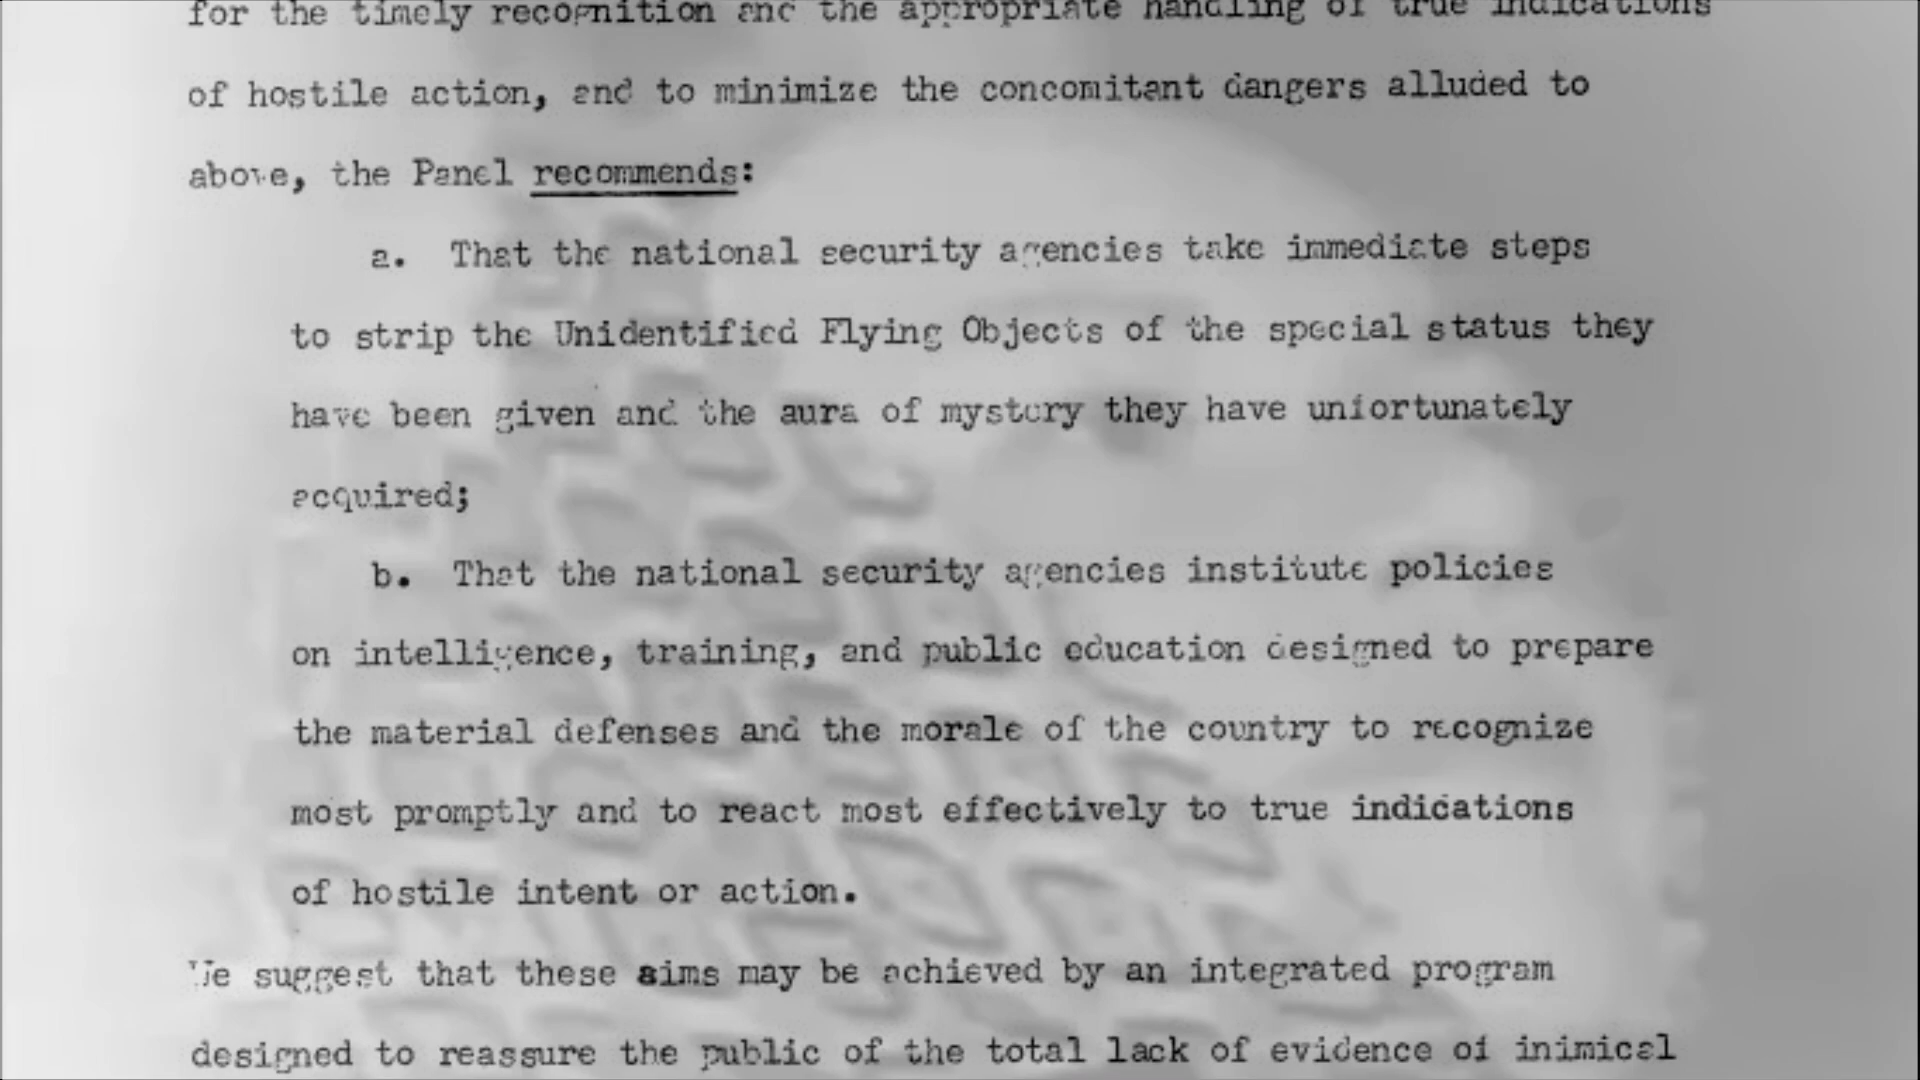 for the timely recognition and the appropriate handling of true indications
of hostile action, and to minimize the concomitant dangers alluded to
above, the Panel recommends:
a. That the national security agencies take immediate steps
to strip the Unidentified Flying Objects of the special status they
have been given and the aura of mystery they have unfortunately
acquired;
b. That the national security agencies institute policies
on intelligence, training, and public education designed to prepare
the material defenses and the morale of the country to recognize
most promptly and to react most effectively to true indications
of hostile intent or action.
We suggest that these aims may be achieved by an integrated program
designed to reassure the public of the total lack of evidence of inimical